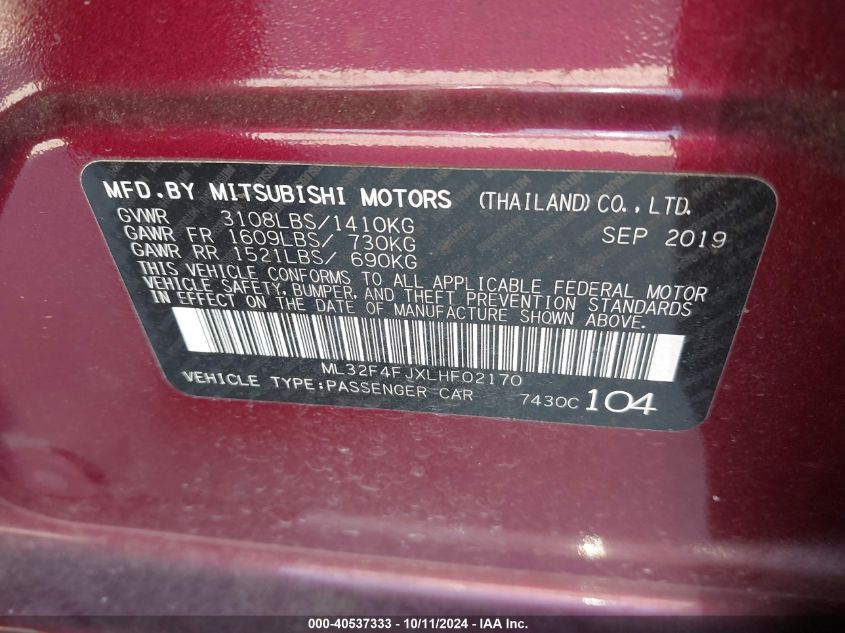 MFD.BY MITSUBISHI MOTORS (THAILAND) CO., LTD.
GVWR 3108LBS/1410KG SEP 2019
GAWR FR 1609LBS/ 730KG
GAWR RR 1521LBS/ 690KG
THIS VEHICLE CONFORMS TO ALL APPLICABLE FEDERAL MOTOR
VEHICLE SAFETY, BUMPER, AND THEFT PREVENTION STANDARDS
IN EFFECT ON THE DATE OF MANUFACTURE SHOWN ABOVE.
ML32F4FJXLHF02170
VEHICLE TYPE:PASSENGER CAR 7430C 104
000-40537333 - 10/11/2024 - IAA Inc.